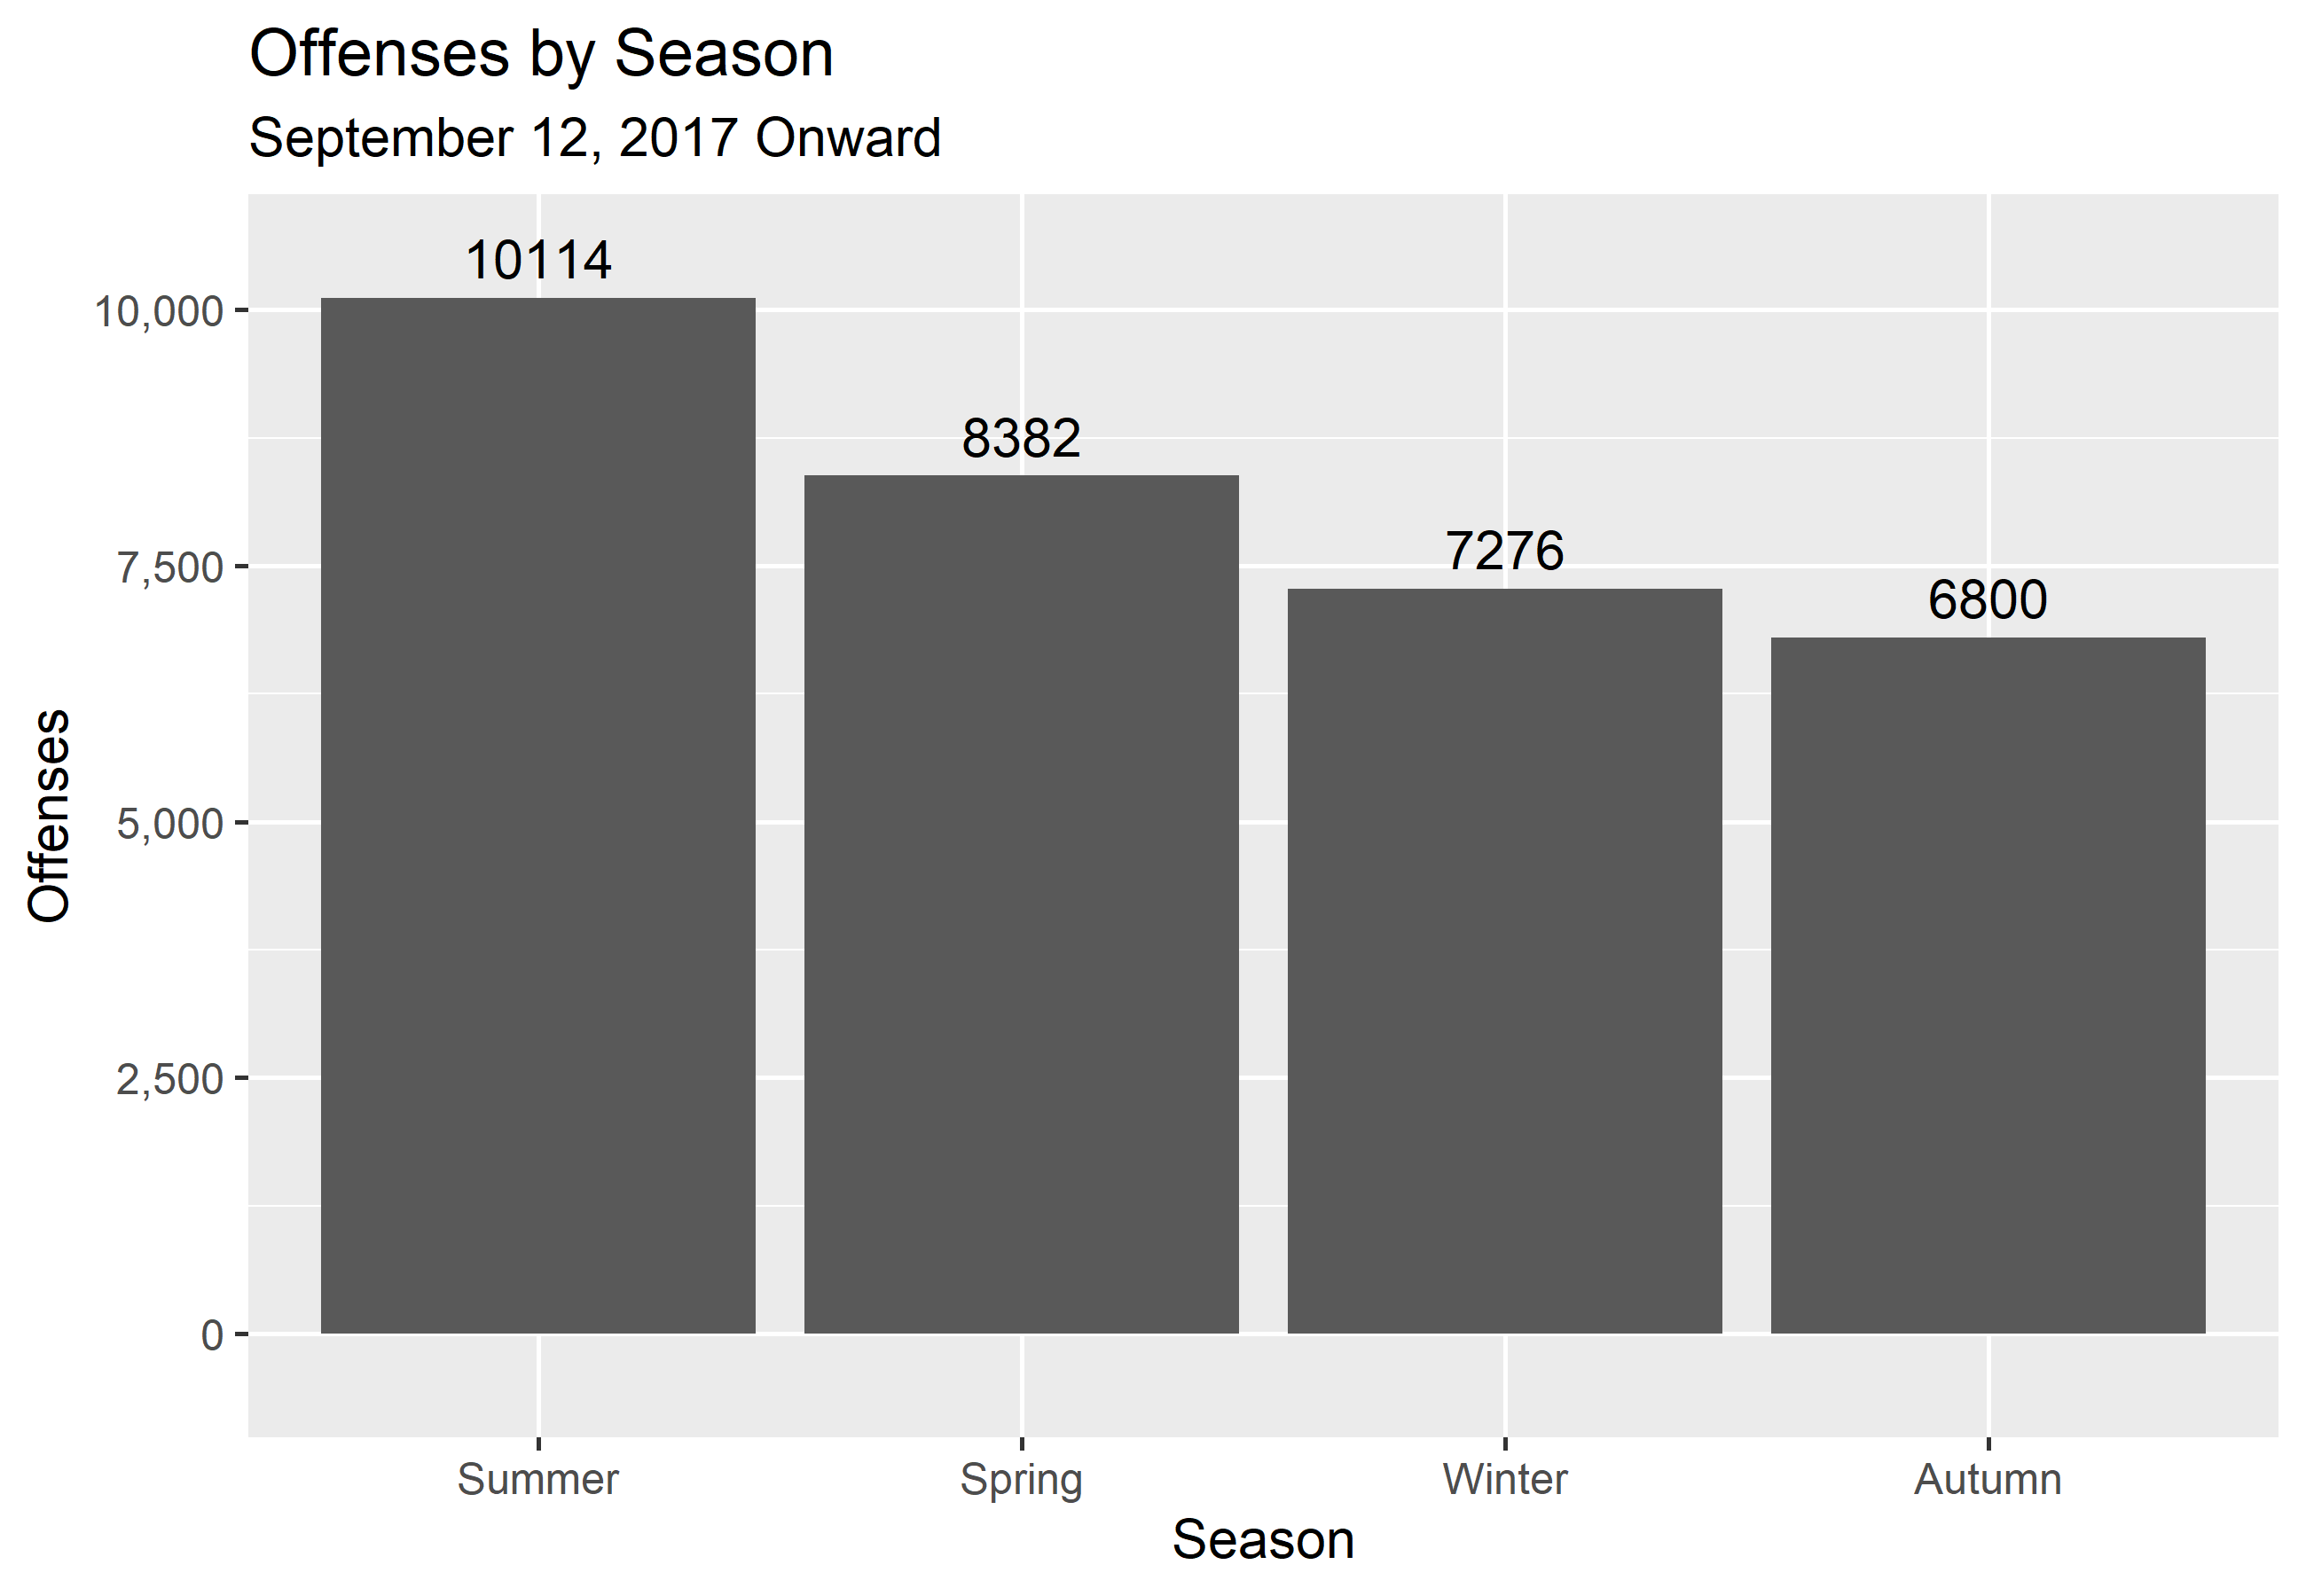 Offenses by Season
September 12, 2017 Onward
10114
8382
7276
6800
10,000
7,500
5,000
2,500
0
Offenses
Summer Spring Winter Autumn
Season